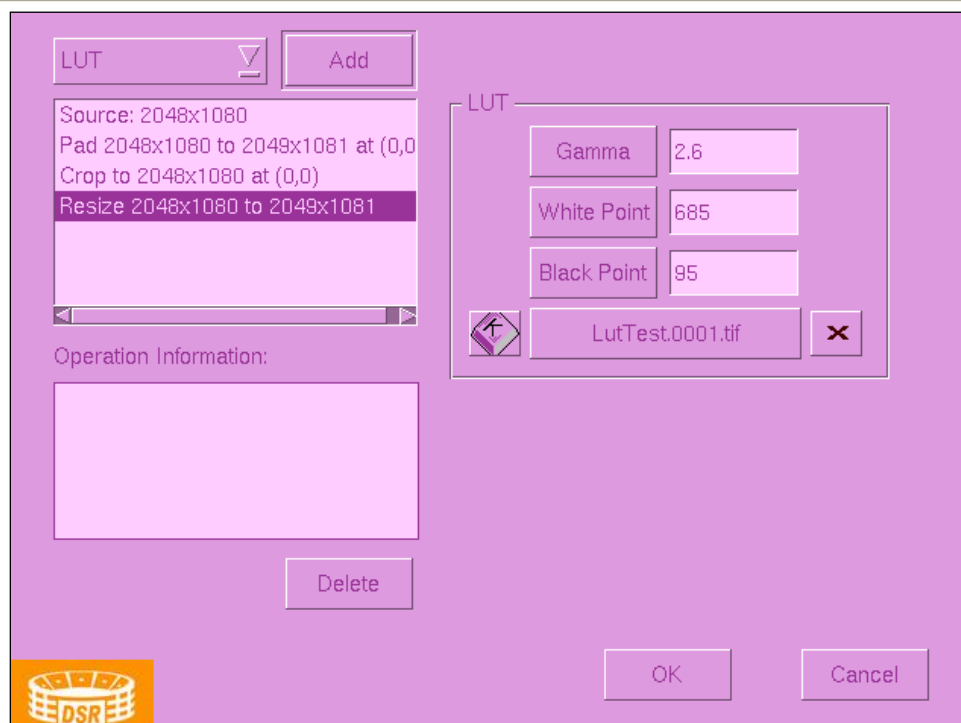 LUT
Add
Source: 2048x1080
Pad 2048x1080 to 2049x1081 at (0,0
Crop to 2048x1080 at (0,0)
Resize 2048x1080 to 2049x1081
Operation Information:
Delete
LUT
Gamma 2.6
White Point 685
Black Point 95
K
LutTest.0001.tif
OK
Cancel
DSR